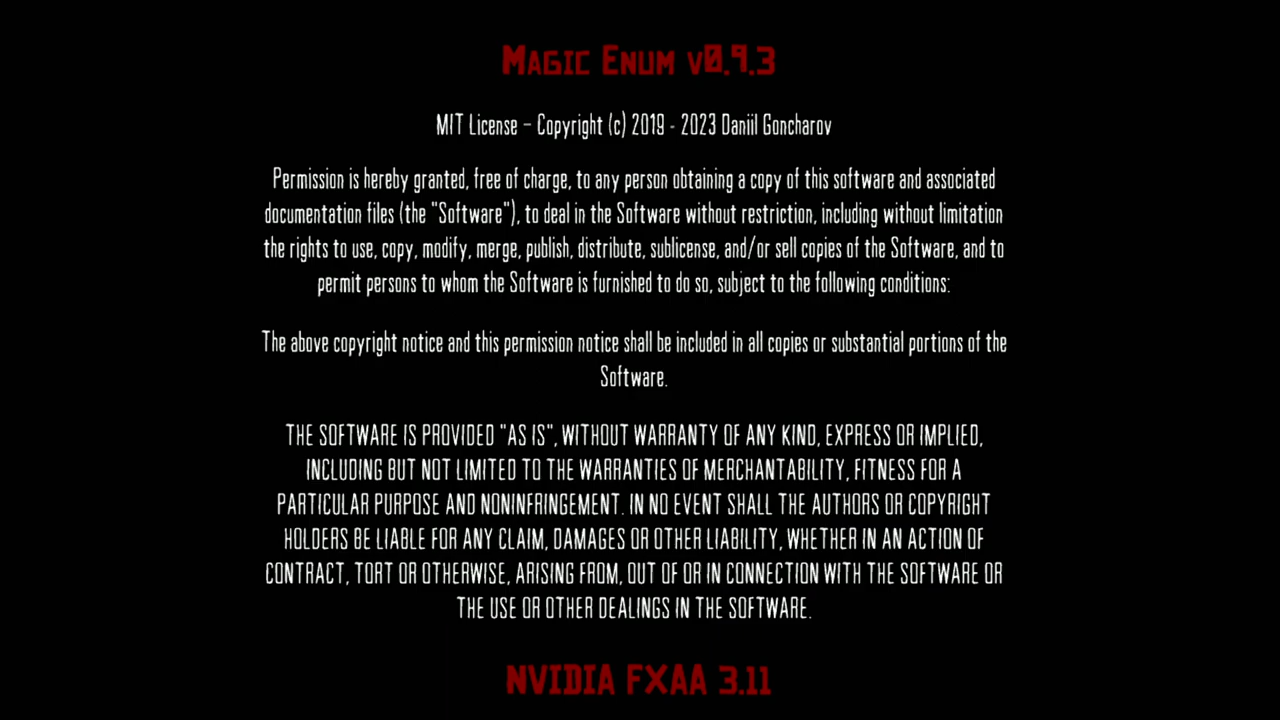 Magic Enum v0.9.3
MIT License – Copyright (c) 2019 - 2023 Daniil Goncharov
Permission is hereby granted, free of charge, to any person obtaining a copy of this software and associated
documentation files (the "Software"), to deal in the Software without restriction, including without limitation
the rights to use, copy, modify, merge, publish, distribute, sublicense, and/or sell copies of the Software, and to
permit persons to whom the Software is furnished to do so, subject to the following conditions:
The above copyright notice and this permission notice shall be included in all copies or substantial portions of the
Software.
THE SOFTWARE IS PROVIDED "AS IS", WITHOUT WARRANTY OF ANY KIND, EXPRESS OR IMPLIED,
INCLUDING BUT NOT LIMITED TO THE WARRANTIES OF MERCHANTABILITY, FITNESS FOR A
PARTICULAR PURPOSE AND NONINFRINGEMENT. IN NO EVENT SHALL THE AUTHORS OR COPYRIGHT
HOLDERS BE LIABLE FOR ANY CLAIM, DAMAGES OR OTHER LIABILITY, WHETHER IN AN ACTION OF
CONTRACT, TORT OR OTHERWISE, ARISING FROM, OUT OF OR IN CONNECTION WITH THE SOFTWARE OR
THE USE OR OTHER DEALINGS IN THE SOFTWARE.
NVIDIA FXAA 3.11